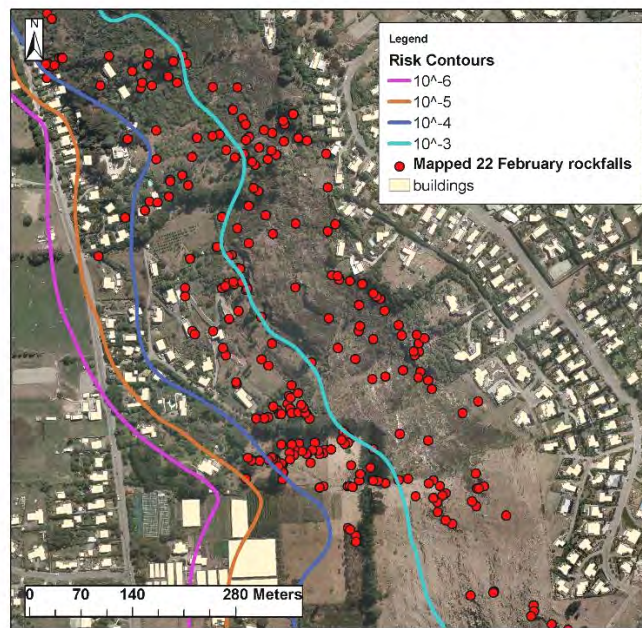 N
Legend
Risk Contours
10^-6
10^-5
10^-4
10^-3
Mapped 22 February rockfalls
buildings
0 70 140 280 Meters